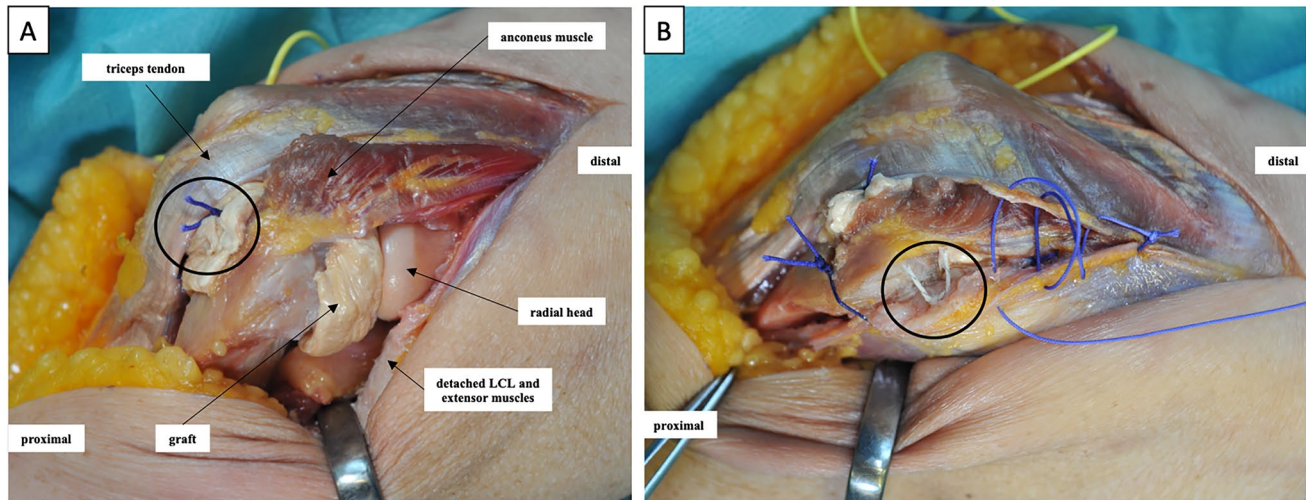 A
anconeus muscle
triceps tendon
distal
radial head
detached LCL and
extensor muscles
proximal
graft
B
distal
proximal